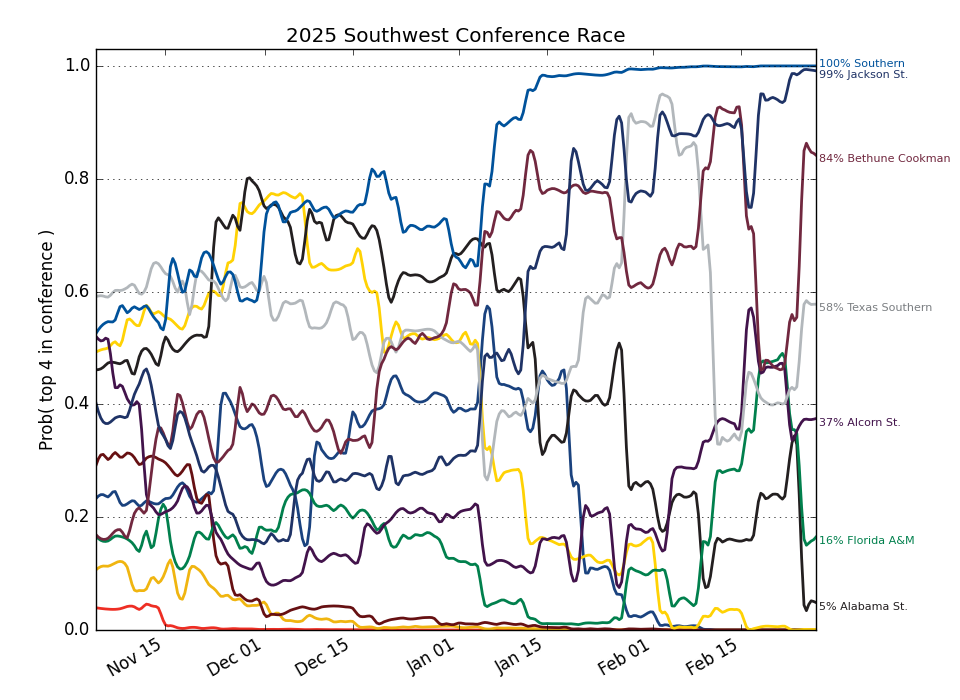 2025 Southwest Conference Race
Prob( top 4 in conference )
1.0
0.8
0.6
0.4
0.2
0.0
Nov 15
Dec 01
Dec 15
Jan 01
Jan 15
Feb 01
Feb 15
100% Southern
99% Jackson St.
84% Bethune Cookman
58% Texas Southern
37% Alcorn St.
16% Florida A&M
5% Alabama St.